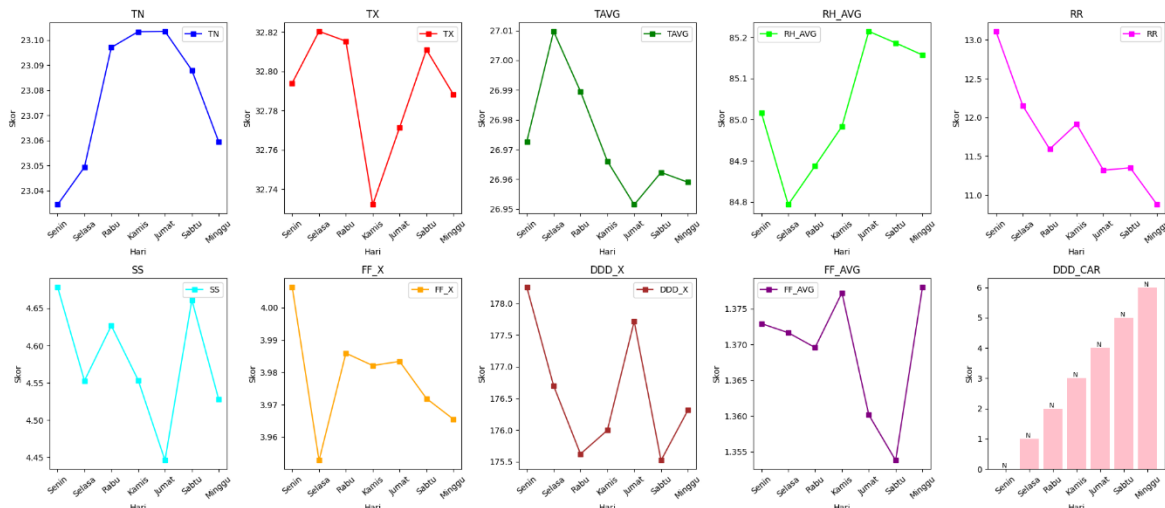 TN
TN
23.10
23.09
23.08
23.07
23.06
23.05
23.04
Skor
Senin
Selasa
Rabu
Kamis
Jumat
Sabtu
Minggu
Hari
TX
TX
32.82
32.80
32.78
32.76
32.74
Skor
Senin
Selasa
Rabu
Kamis
Jumat
Sabtu
Minggu
Hari
TAVG
TAVG
27.01
27.00
26.99
26.98
26.97
26.96
26.95
Skor
Senin
Selasa
Rabu
Kamis
Jumat
Sabtu
Minggu
Hari
RH_AVG
RH_AVG
85.2
85.1
85.0
84.9
84.8
Skor
Senin
Selasa
Rabu
Kamis
Jumat
Sabtu
Minggu
Hari
RR
RR
13.0
12.5
12.0
11.5
11.0
Skor
Senin
Selasa
Rabu
Kamis
Jumat
Sabtu
Minggu
Hari
SS
SS
4.65
4.60
4.55
4.50
4.45
Skor
Senin
Selasa
Rabu
Kamis
Jumat
Sabtu
Minggu
Hari
FF_X
FF_X
4.00
3.99
3.98
3.97
3.96
Skor
Senin
Selasa
Rabu
Kamis
Jumat
Sabtu
Minggu
Hari
DDD_X
DDD_X
178.0
177.5
177.0
176.5
176.0
175.5
Skor
Senin
Selasa
Rabu
Kamis
Jumat
Sabtu
Minggu
Hari
FF_AVG
FF_AVG
1.375
1.370
1.365
1.360
1.355
Skor
Senin
Selasa
Rabu
Kamis
Jumat
Sabtu
Minggu
Hari
DDD_CAR
6
5
4
3
2
1
0
Skor
N
N
N
N
N
N
N
Senin
Selasa
Rabu
Kamis
Jumat
Sabtu
Minggu
Hari